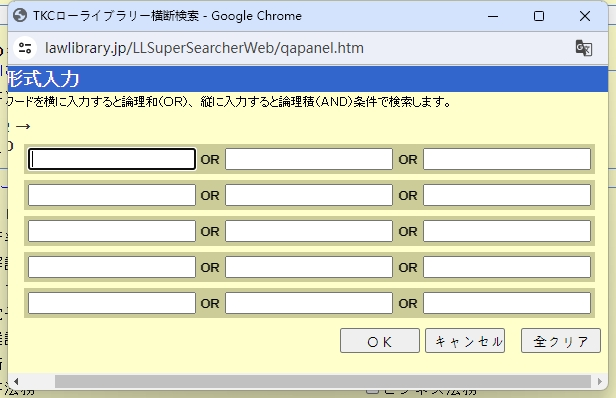 TKCローライブラリー横断検索 - Google Chrome
lawlibrary.jp/LLSuperSearcherWeb/qapanel.htm
形式入力
ワードを横に入力すると論理和(OR)、縦に入力すると論理積(AND)条件で検索します。
→
OR OR
OR OR
OR OR
OR OR
OR OR
OK キャンセル 全クリア